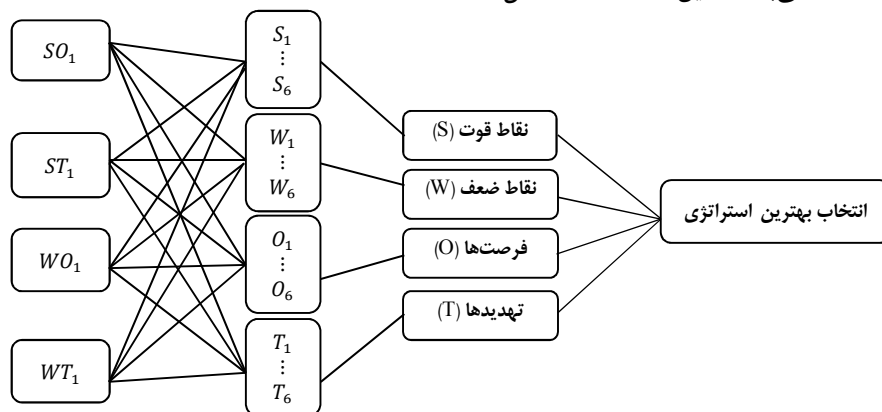 SO₁
ST₁
WO₁
WT₁
S₁
⋮
S₆
W₁
⋮
W₆
O₁
⋮
O₆
T₁
⋮
T₆
نقاط قوت (S)
نقاط ضعف (W)
فرصت‌ها (O)
تهدیدها (T)
انتخاب بهترین استراتژی